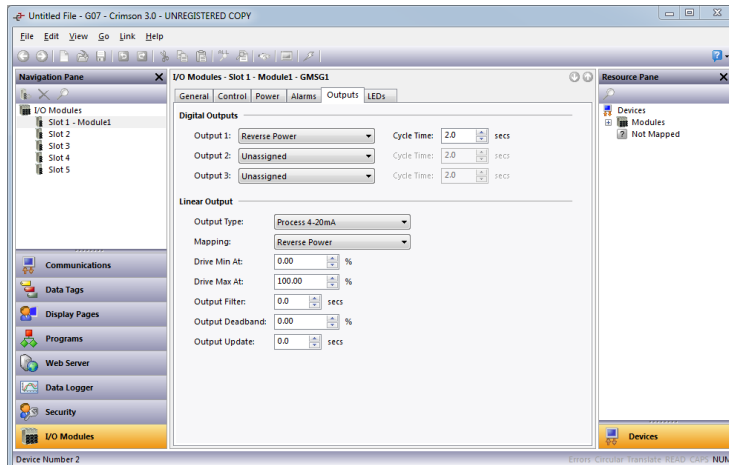 Untitled File - G07 - Crimson 3.0 - UNREGISTERED COPY
File Edit View Go Link Help
Navigation Pane
I/O Modules
Slot 1 - Module1
Slot 2
Slot 3
Slot 4
Slot 5
Communications
Data Tags
Display Pages
Programs
Web Server
Data Logger
Security
I/O Modules
I/O Modules - Slot 1 - Module1 - GMSG1
General Control Power Alarms Outputs LEDs
Digital Outputs
Output 1: Reverse Power Cycle Time: 2.0 secs
Output 2: Unassigned Cycle Time: 2.0 secs
Output 3: Unassigned Cycle Time: 2.0 secs
Linear Output
Output Type: Process 4-20mA
Mapping: Reverse Power
Drive Min At: 0.00 %
Drive Max At: 100.00 %
Output Filter: 0.0 secs
Output Deadband: 0.00 %
Output Update: 0.0 secs
Resource Pane
Devices
Modules
Not Mapped
Devices
Device Number 2
Errors Circular Translate READ CAPS NUM